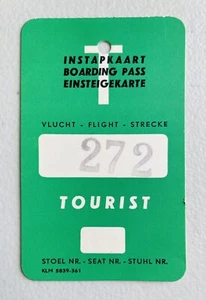 INSTAPKAART
BOARDING PASS
EINSTEIGEKARTE
VLUCHT - FLIGHT - STRECKE
272
TOURIST
STOEL NR. - SEAT NR. - STUHL NR.
KLM 5839-361